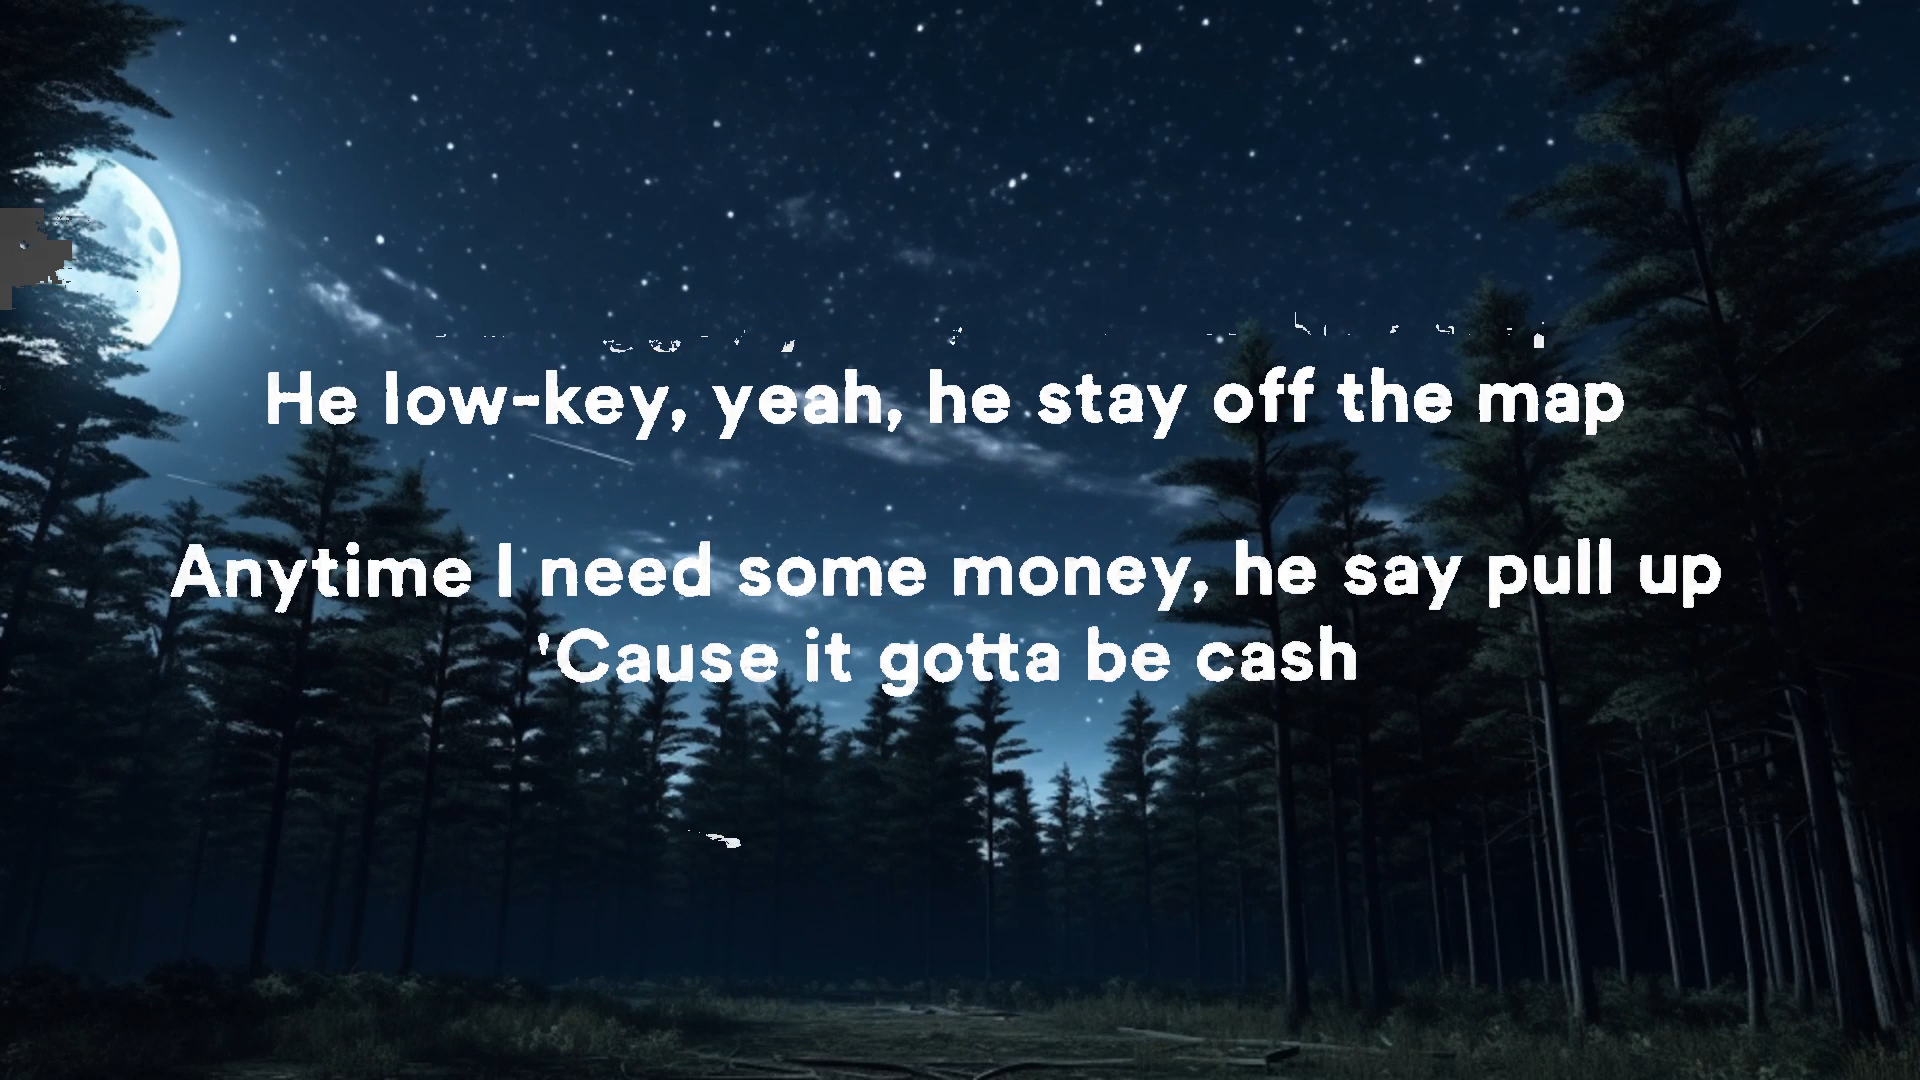 He low-key, yeah, he stay off the map
Anytime I need some money, he say pull up
'Cause it gotta be cash